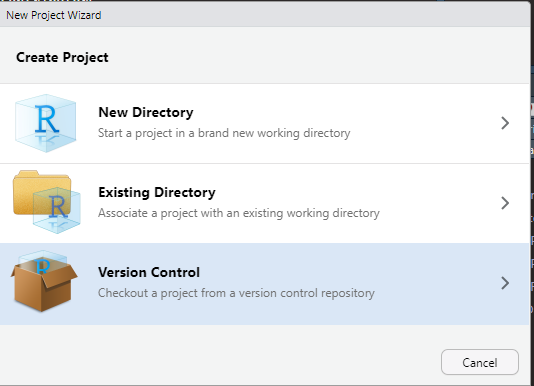 New Project Wizard
Create Project
R
New Directory
Start a project in a brand new working directory
R
Existing Directory
Associate a project with an existing working directory
R
Version Control
Checkout a project from a version control repository
Cancel